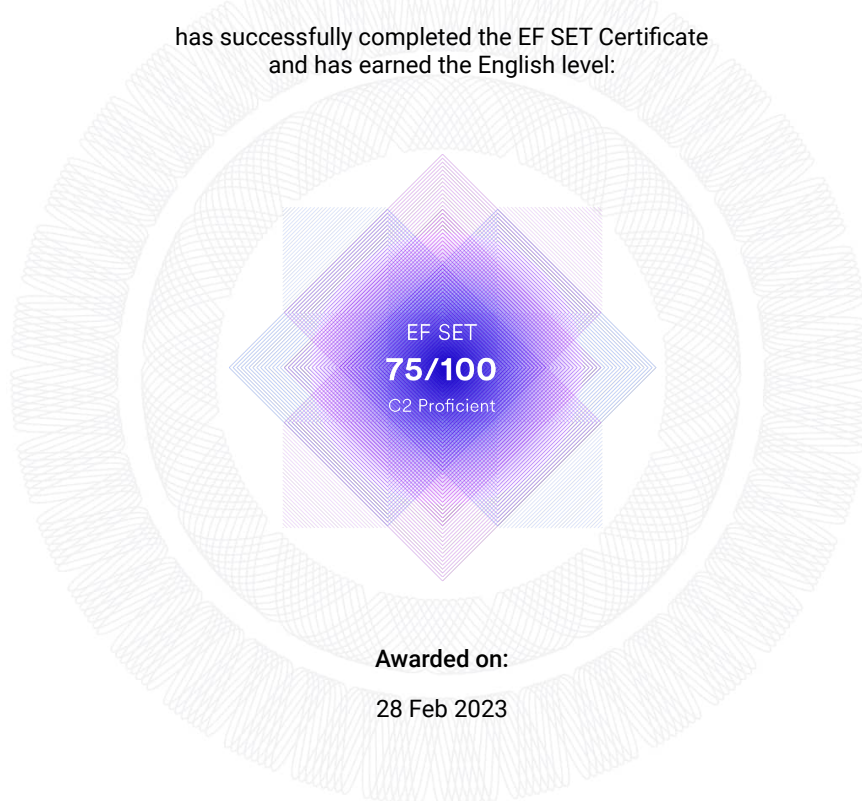 has successfully completed the EF SET Certificate
and has earned the English level:
EF SET
75/100
C2 Proficient
Awarded on:
28 Feb 2023